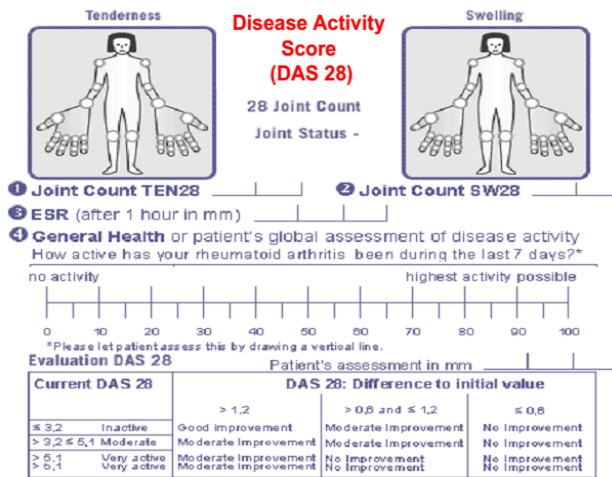 Tenderness
Disease Activity
Score
(DAS 28)
Swelling
28 Joint Count
Joint Status -
1 Joint Count TEN28
2 Joint Count SW28
3 ESR (after 1 hour in mm)
4 General Health or patient's global assessment of disease activity
How active has your rheumatoid arthritis been during the last 7 days?*
no activity highest activity possible
0 10 20 30 40 50 60 70 80 90 100
*Please let patient assess this by drawing a vertical line.
Evaluation DAS 28
Patient's assessment in mm
Current DAS 28 DAS 28: Difference to initial value
> 1,2 > 0,6 and ≤ 1,2 ≤ 0,6
≤ 3,2 Inactive Good improvement Moderate Improvement No Improvement
> 3,2 ≤ 5,1 Moderate Moderate Improvement Moderate Improvement No Improvement
> 5,1 Very active Moderate Improvement No Improvement No Improvement
> 5,1 Very active Moderate Improvement No Improvement No Improvement